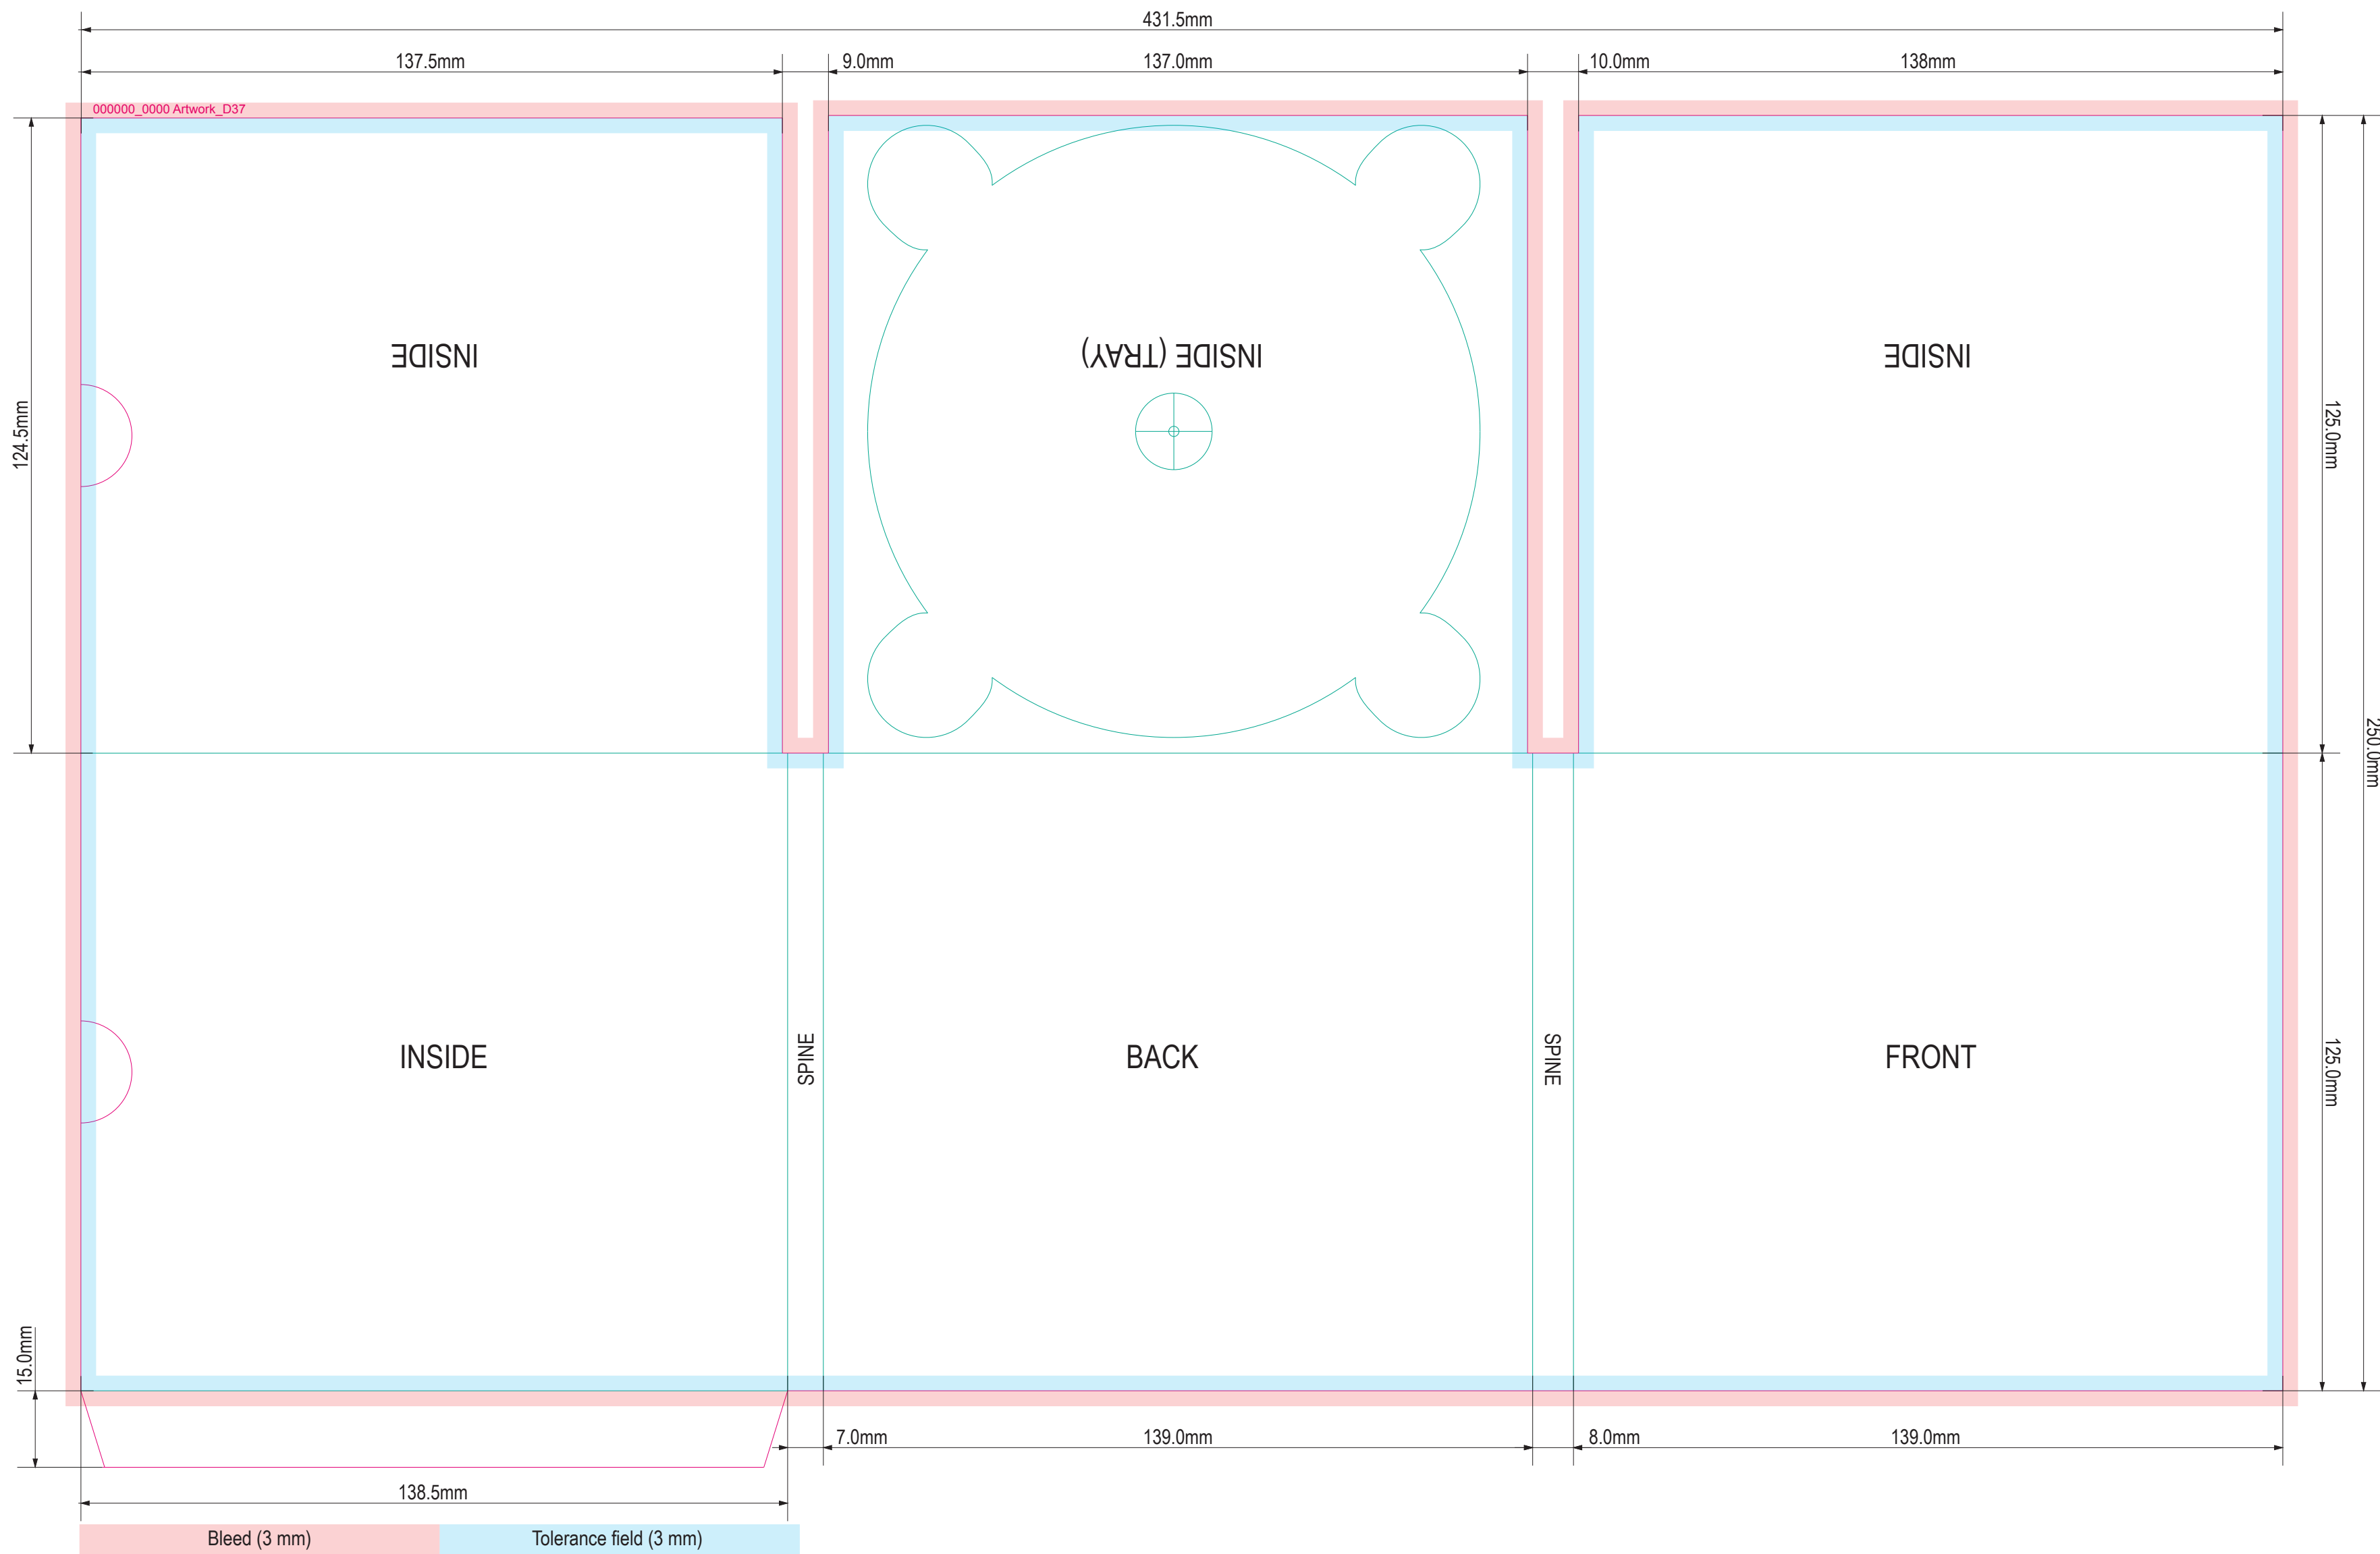 431.5mm
137.5mm
9.0mm
137.0mm
10.0mm
138mm
000000_0000 Artwork_D37
INSIDE
INSIDE (TRAY)
INSIDE
124.5mm
125.0mm
250.0mm
INSIDE
SPINE
BACK
SPINE
FRONT
125.0mm
15.0mm
7.0mm
139.0mm
8.0mm
139.0mm
138.5mm
Bleed (3 mm)
Tolerance field (3 mm)